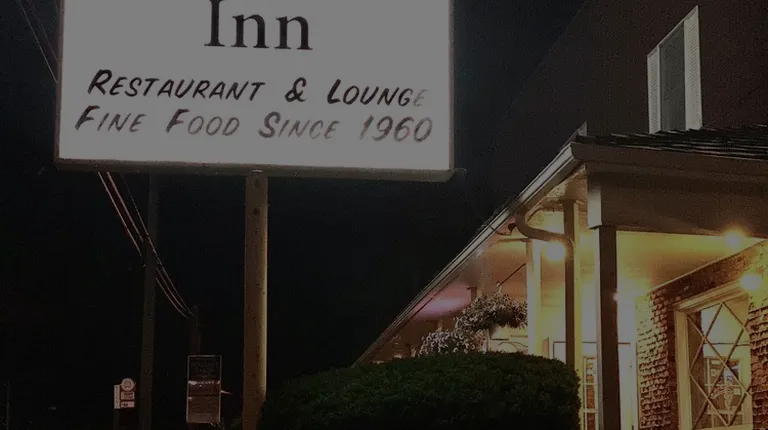 Inn
Restaurant & Lounge
Fine Food Since 1960